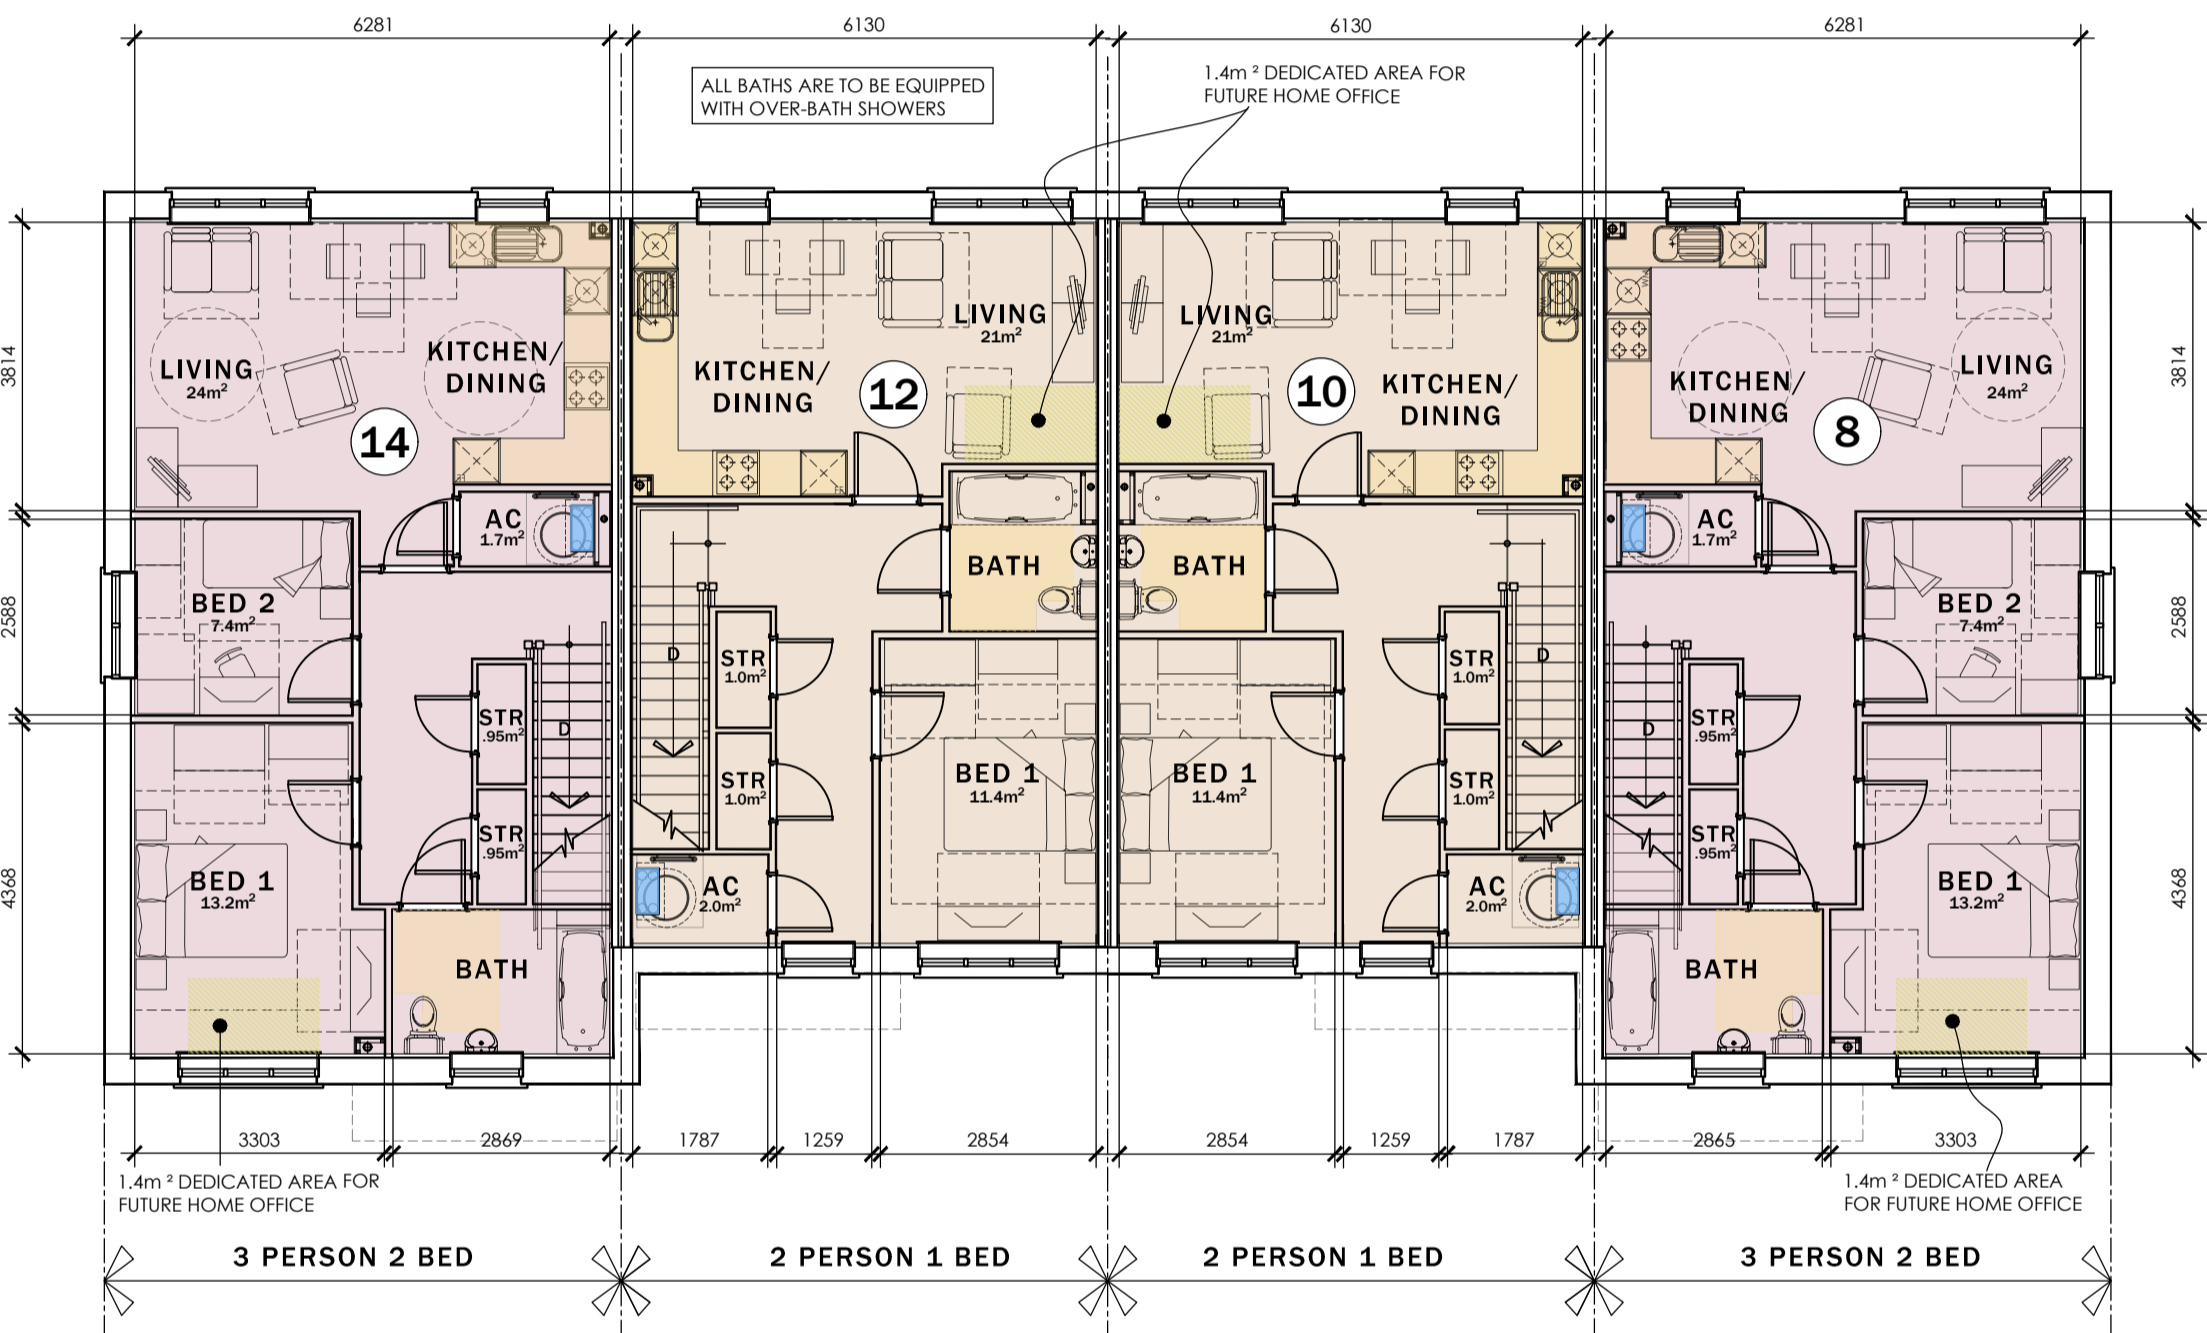 6281
6130
6130
6281
ALL BATHS ARE TO BE EQUIPPED
WITH OVER-BATH SHOWERS
1.4m² DEDICATED AREA FOR
FUTURE HOME OFFICE
3814
2588
4368
LIVING
24m²
KITCHEN/
DINING
14
AC
1.7m²
BED 2
7.4m²
STR
.95m²
STR
.95m²
D
BED 1
13.2m²
BATH
KITCHEN/
DINING
LIVING
21m²
12
BATH
D
STR
1.0m²
STR
1.0m²
AC
2.0m²
BED 1
11.4m²
LIVING
21m²
10
KITCHEN/
DINING
BATH
STR
1.0m²
STR
1.0m²
D
BED 1
11.4m²
AC
2.0m²
KITCHEN/
DINING
LIVING
24m²
8
AC
1.7m²
BED 2
7.4m²
D
STR
.95m²
STR
.95m²
BED 1
13.2m²
BATH
3814
2588
4368
3303
2869
1787
1259
2854
2854
1259
1787
2865
3303
1.4m² DEDICATED AREA FOR
FUTURE HOME OFFICE
1.4m² DEDICATED AREA
FOR FUTURE HOME OFFICE
3 PERSON 2 BED
2 PERSON 1 BED
2 PERSON 1 BED
3 PERSON 2 BED